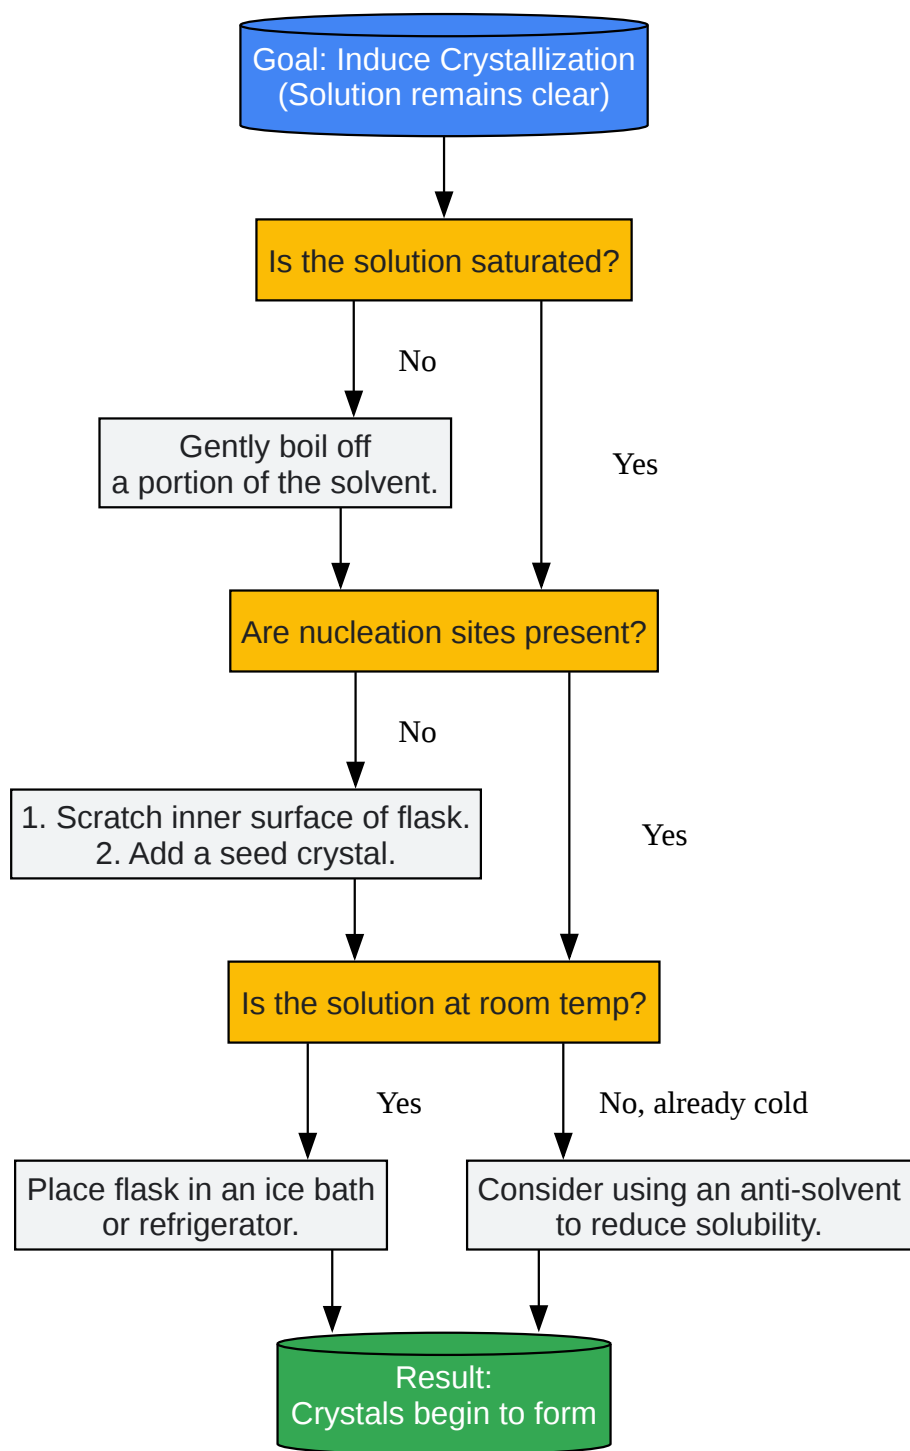 Goal: Induce Crystallization
(Solution remains clear)
Is the solution saturated?
No
Gently boil off
a portion of the solvent.
Yes
Are nucleation sites present?
No
1. Scratch inner surface of flask.
2. Add a seed crystal.
Yes
Is the solution at room temp?
Yes
No, already cold
Place flask in an ice bath
or refrigerator.
Consider using an anti-solvent
to reduce solubility.
Result:
Crystals begin to form